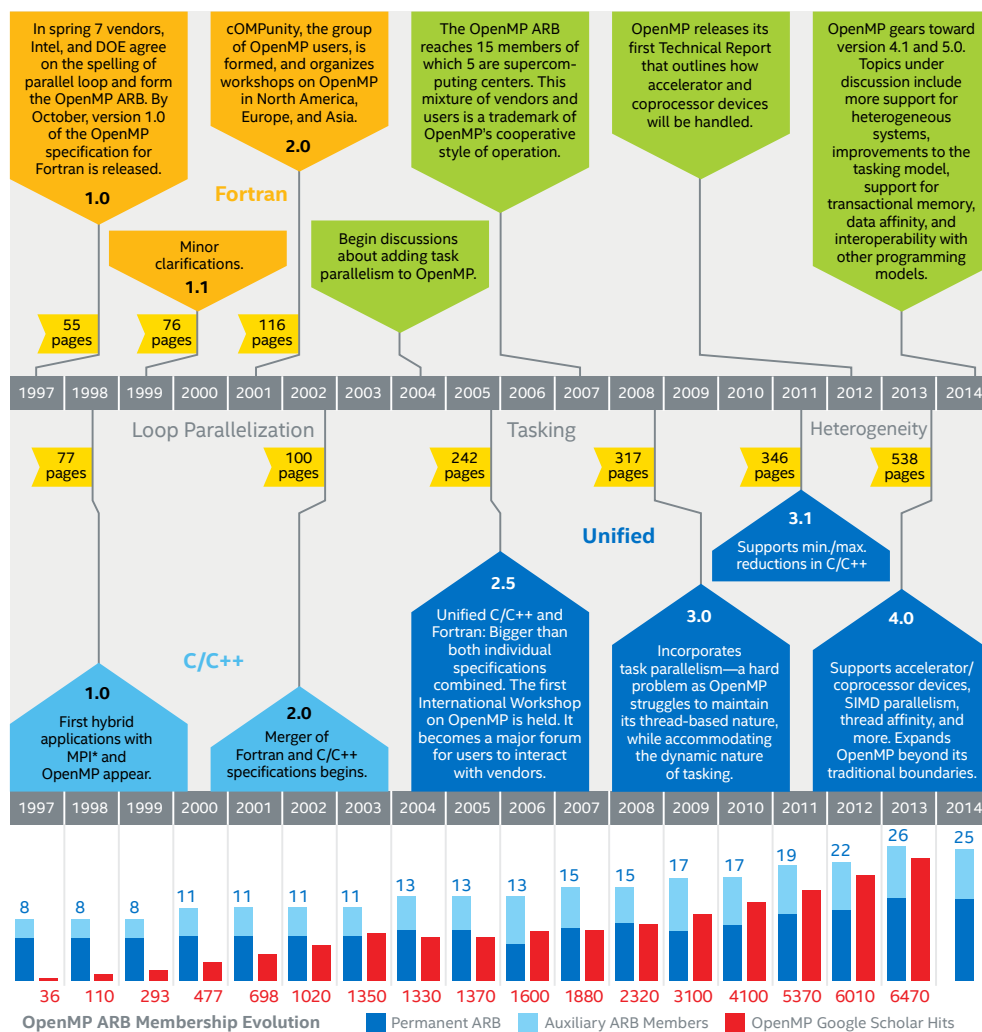 In spring 7 vendors,
Intel, and DOE agree
on the spelling of
parallel loop and form
the OpenMP ARB. By
October, version 1.0
of the OpenMP
specification for
Fortran is released.
1.0
cOMPunity, the group
of OpenMP users, is
formed, and organizes
workshops on OpenMP
in North America,
Europe, and Asia.
2.0
The OpenMP ARB
reaches 15 members of
which 5 are supercom-
puting centers. This
mixture of vendors and
users is a trademark of
OpenMP's cooperative
style of operation.
OpenMP releases its
first Technical Report
that outlines how
accelerator and
coprocessor devices
will be handled.
OpenMP gears toward
version 4.1 and 5.0.
Topics under
discussion include
more support for
heterogeneous
systems,
improvements to the
tasking model,
support for
transactional memory,
data affinity, and
interoperability with
other programming
models.
Fortran
Minor
clarifications.
1.1
Begin discussions
about adding task
parallelism to OpenMP.
55
pages
76
pages
116
pages
1997 1998 1999 2000 2001 2002 2003 2004 2005 2006 2007 2008 2009 2010 2011 2012 2013 2014
Loop Parallelization Tasking Heterogeneity
77
pages
100
pages
242
pages
317
pages
346
pages
538
pages
Unified
3.1
Supports min./max.
reductions in C/C++
2.5
Unified C/C++ and
Fortran: Bigger than
both individual
specifications
combined. The first
International Workshop
on OpenMP is held. It
becomes a major forum
for users to interact
with vendors.
3.0
Incorporates
task parallelism—a hard
problem as OpenMP
struggles to maintain
its thread-based nature,
while accommodating
the dynamic nature
of tasking.
4.0
Supports accelerator/
coprocessor devices,
SIMD parallelism,
thread affinity, and
more. Expands
OpenMP beyond its
traditional boundaries.
C/C++
1.0
First hybrid
applications with
MPI* and
OpenMP appear.
2.0
Merger of
Fortran and C/C++
specifications begins.
1997 1998 1999 2000 2001 2002 2003 2004 2005 2006 2007 2008 2009 2010 2011 2012 2013 2014
8 8 8 11 11 11 11 13 13 13 15 15 17 17 19 22 26 25
36 110 293 477 698 1020 1350 1330 1370 1600 1880 2320 3100 4100 5370 6010 6470
OpenMP ARB Membership Evolution Permanent ARB Auxiliary ARB Members OpenMP Google Scholar Hits